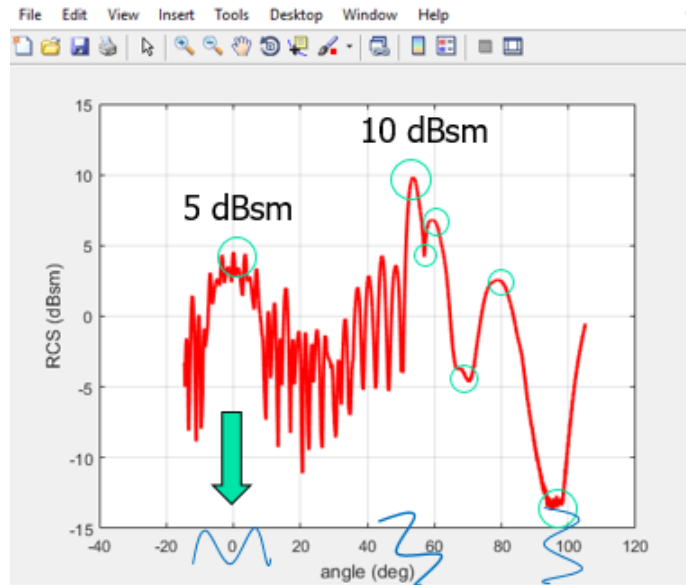 File Edit View Insert Tools Desktop Window Help
15
10 dBsm
10
5 dBsm
5
0
-5
-10
-15
RCS (dBsm)
-40 -20 0 20 40 60 80 100 120
angle (deg)